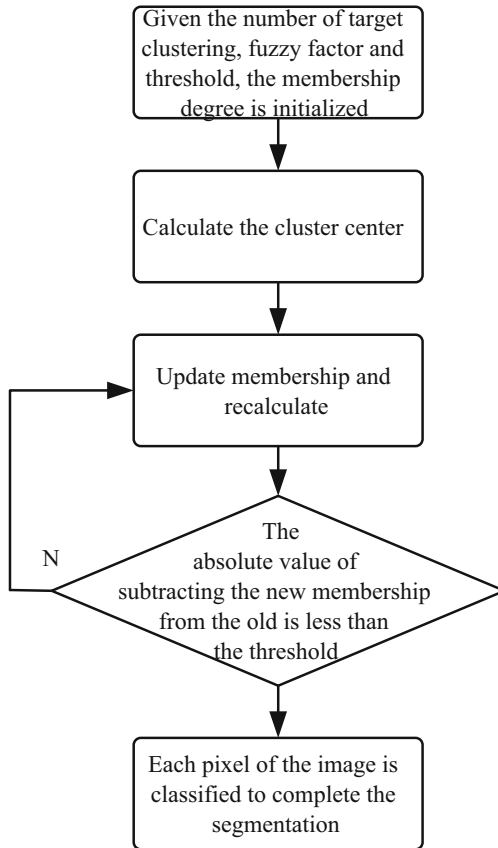 Given the number of target
clustering, fuzzy factor and
threshold, the membership
degree is initialized
Calculate the cluster center
Update membership and
recalculate
N
The
absolute value of
subtracting the new membership
from the old is less than
the threshold
Each pixel of the image is
classified to complete the
segmentation